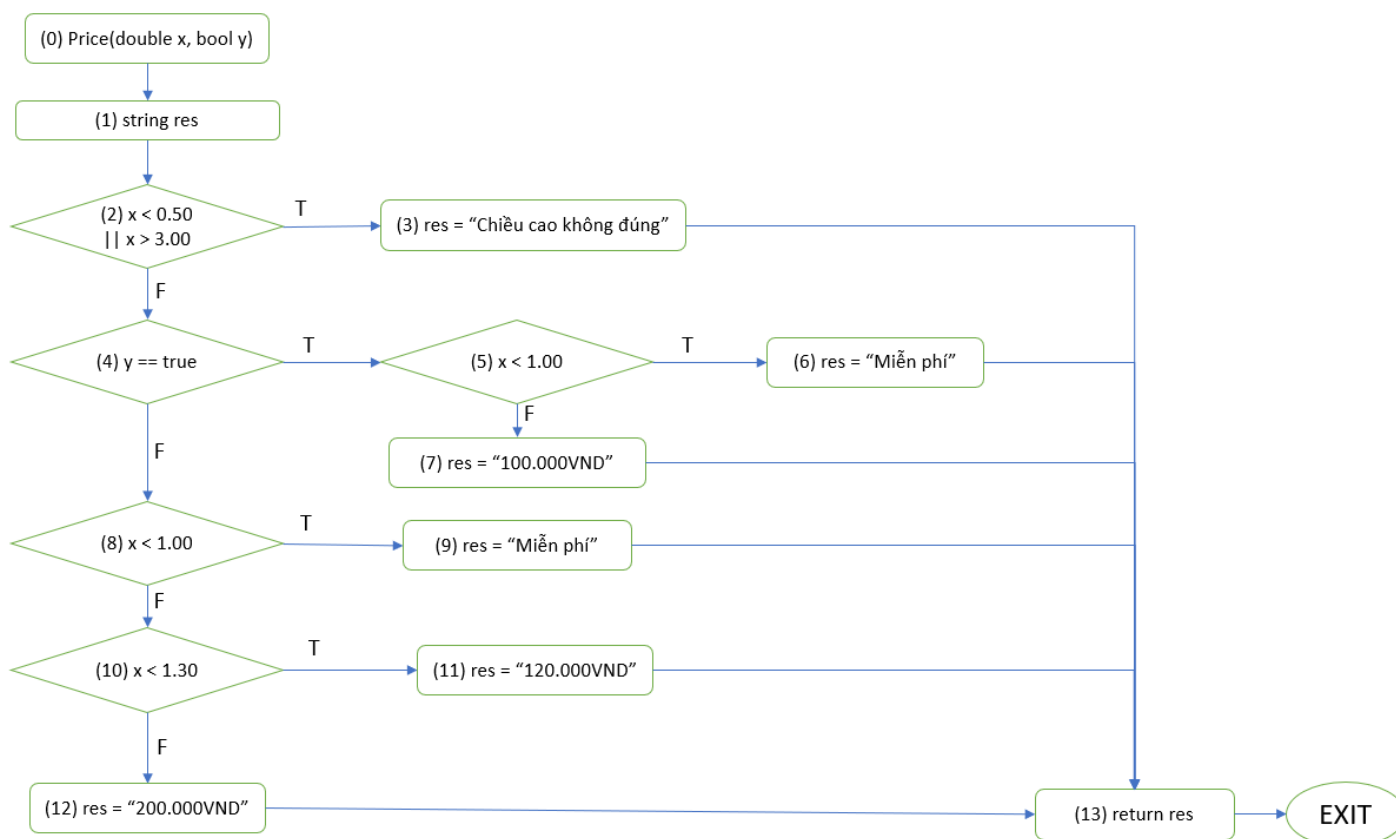 (0) Price(double x, bool y)
(1) string res
(2) x < 0.50
|| x > 3.00
T
(3) res = “Chiều cao không đúng”
F
(4) y == true
T
(5) x < 1.00
T
(6) res = “Miễn phí”
F
(7) res = “100.000VND”
F
(8) x < 1.00
T
(9) res = “Miễn phí”
F
(10) x < 1.30
T
(11) res = “120.000VND”
F
(12) res = “200.000VND”
(13) return res
EXIT